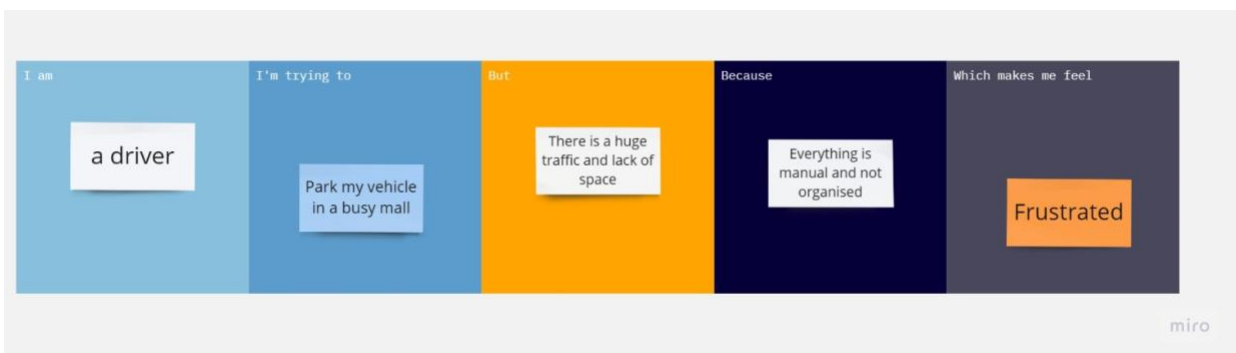 I am
a driver
I'm trying to
Park my vehicle
in a busy mall
But
There is a huge
traffic and lack of
space
Because
Everything is
manual and not
organised
Which makes me feel
Frustrated
miro